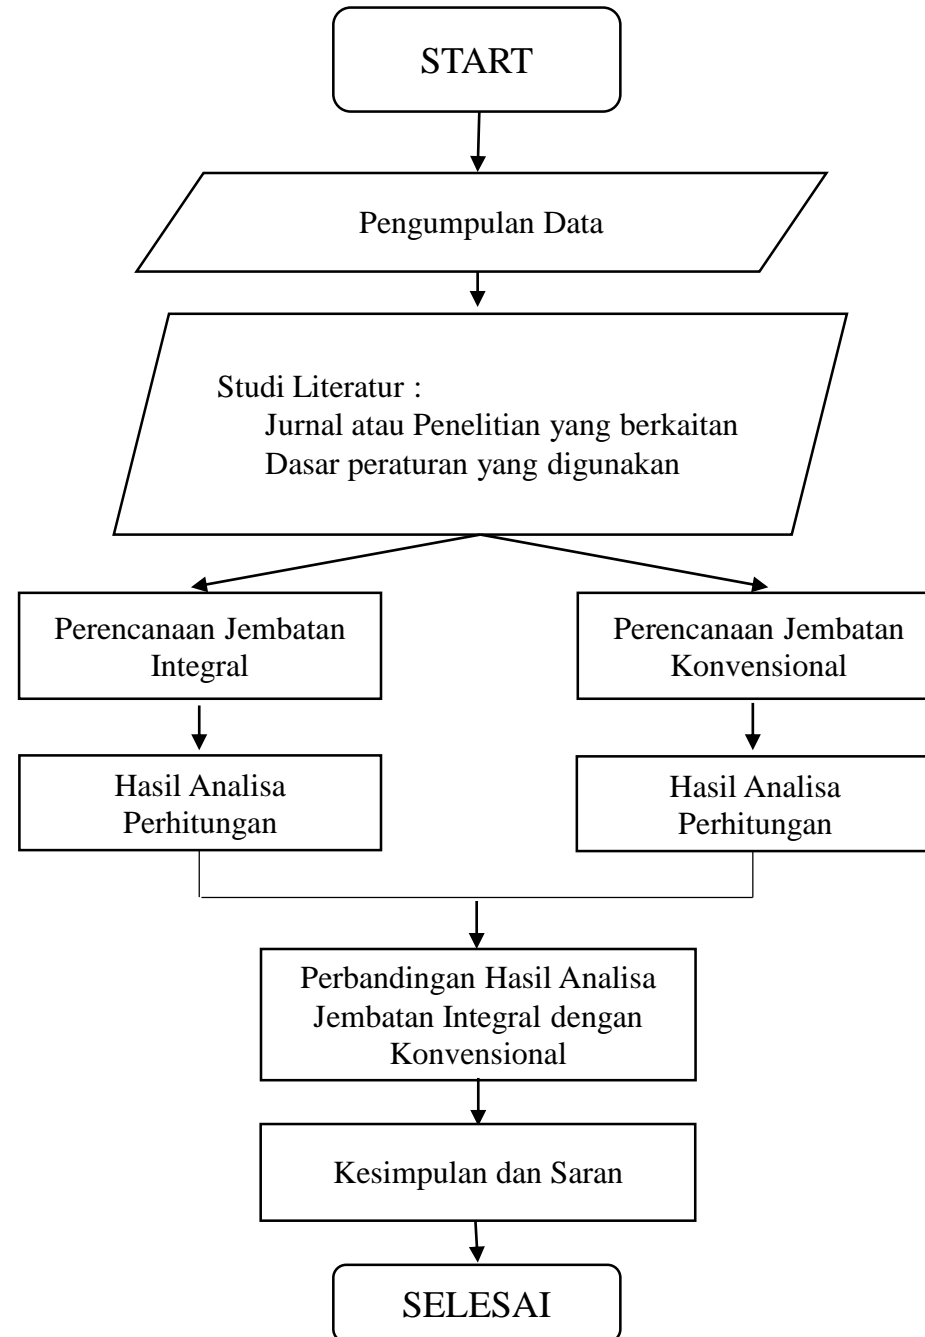 START
Pengumpulan Data
Studi Literatur :
Jurnal atau Penelitian yang berkaitan
Dasar peraturan yang digunakan
Perencanaan Jembatan
Integral
Perencanaan Jembatan
Konvensional
Hasil Analisa
Perhitungan
Hasil Analisa
Perhitungan
Perbandingan Hasil Analisa
Jembatan Integral dengan
Konvensional
Kesimpulan dan Saran
SELESAI